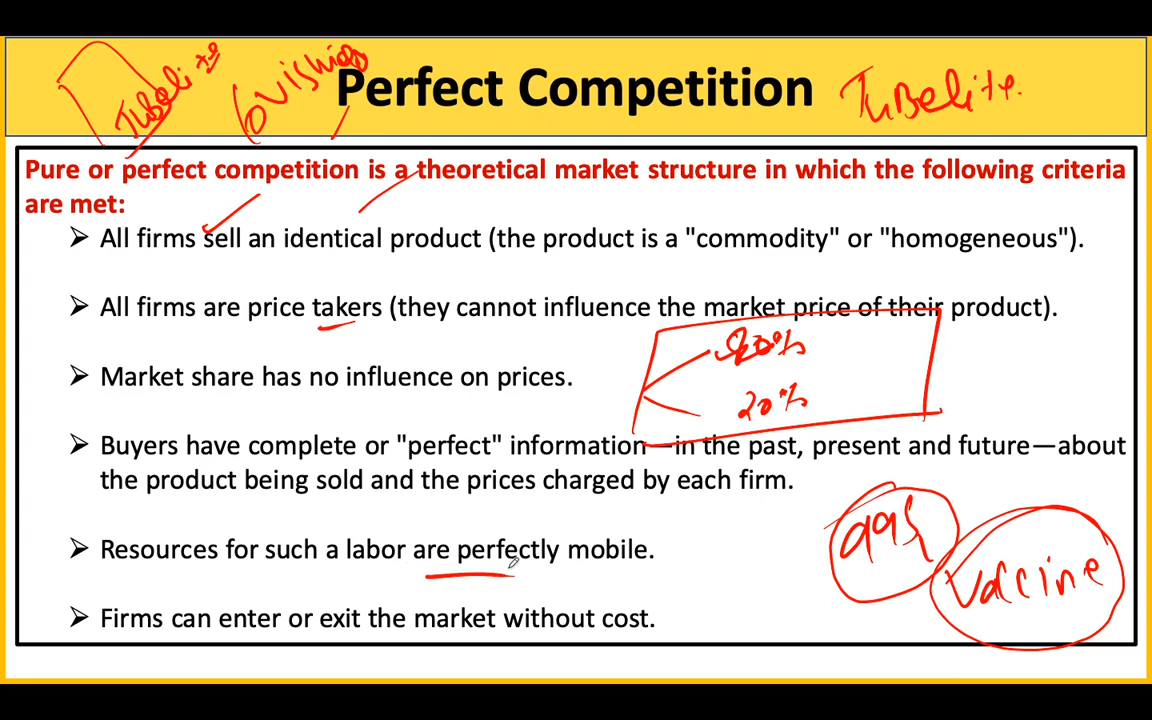 Perfect Competition
TUBelite
TUBelite.
Pure or perfect competition is a theoretical market structure in which the following criteria
are met:
➢ All firms sell an identical product (the product is a "commodity" or "homogeneous").
➢ All firms are price takers (they cannot influence the market price of their product).
20%
➢ Market share has no influence on prices.
➢ Buyers have complete or "perfect" information—in the past, present and future—about
the product being sold and the prices charged by each firm.
➢ Resources for such a labor are perfectly mobile.
vaccine
➢ Firms can enter or exit the market without cost.